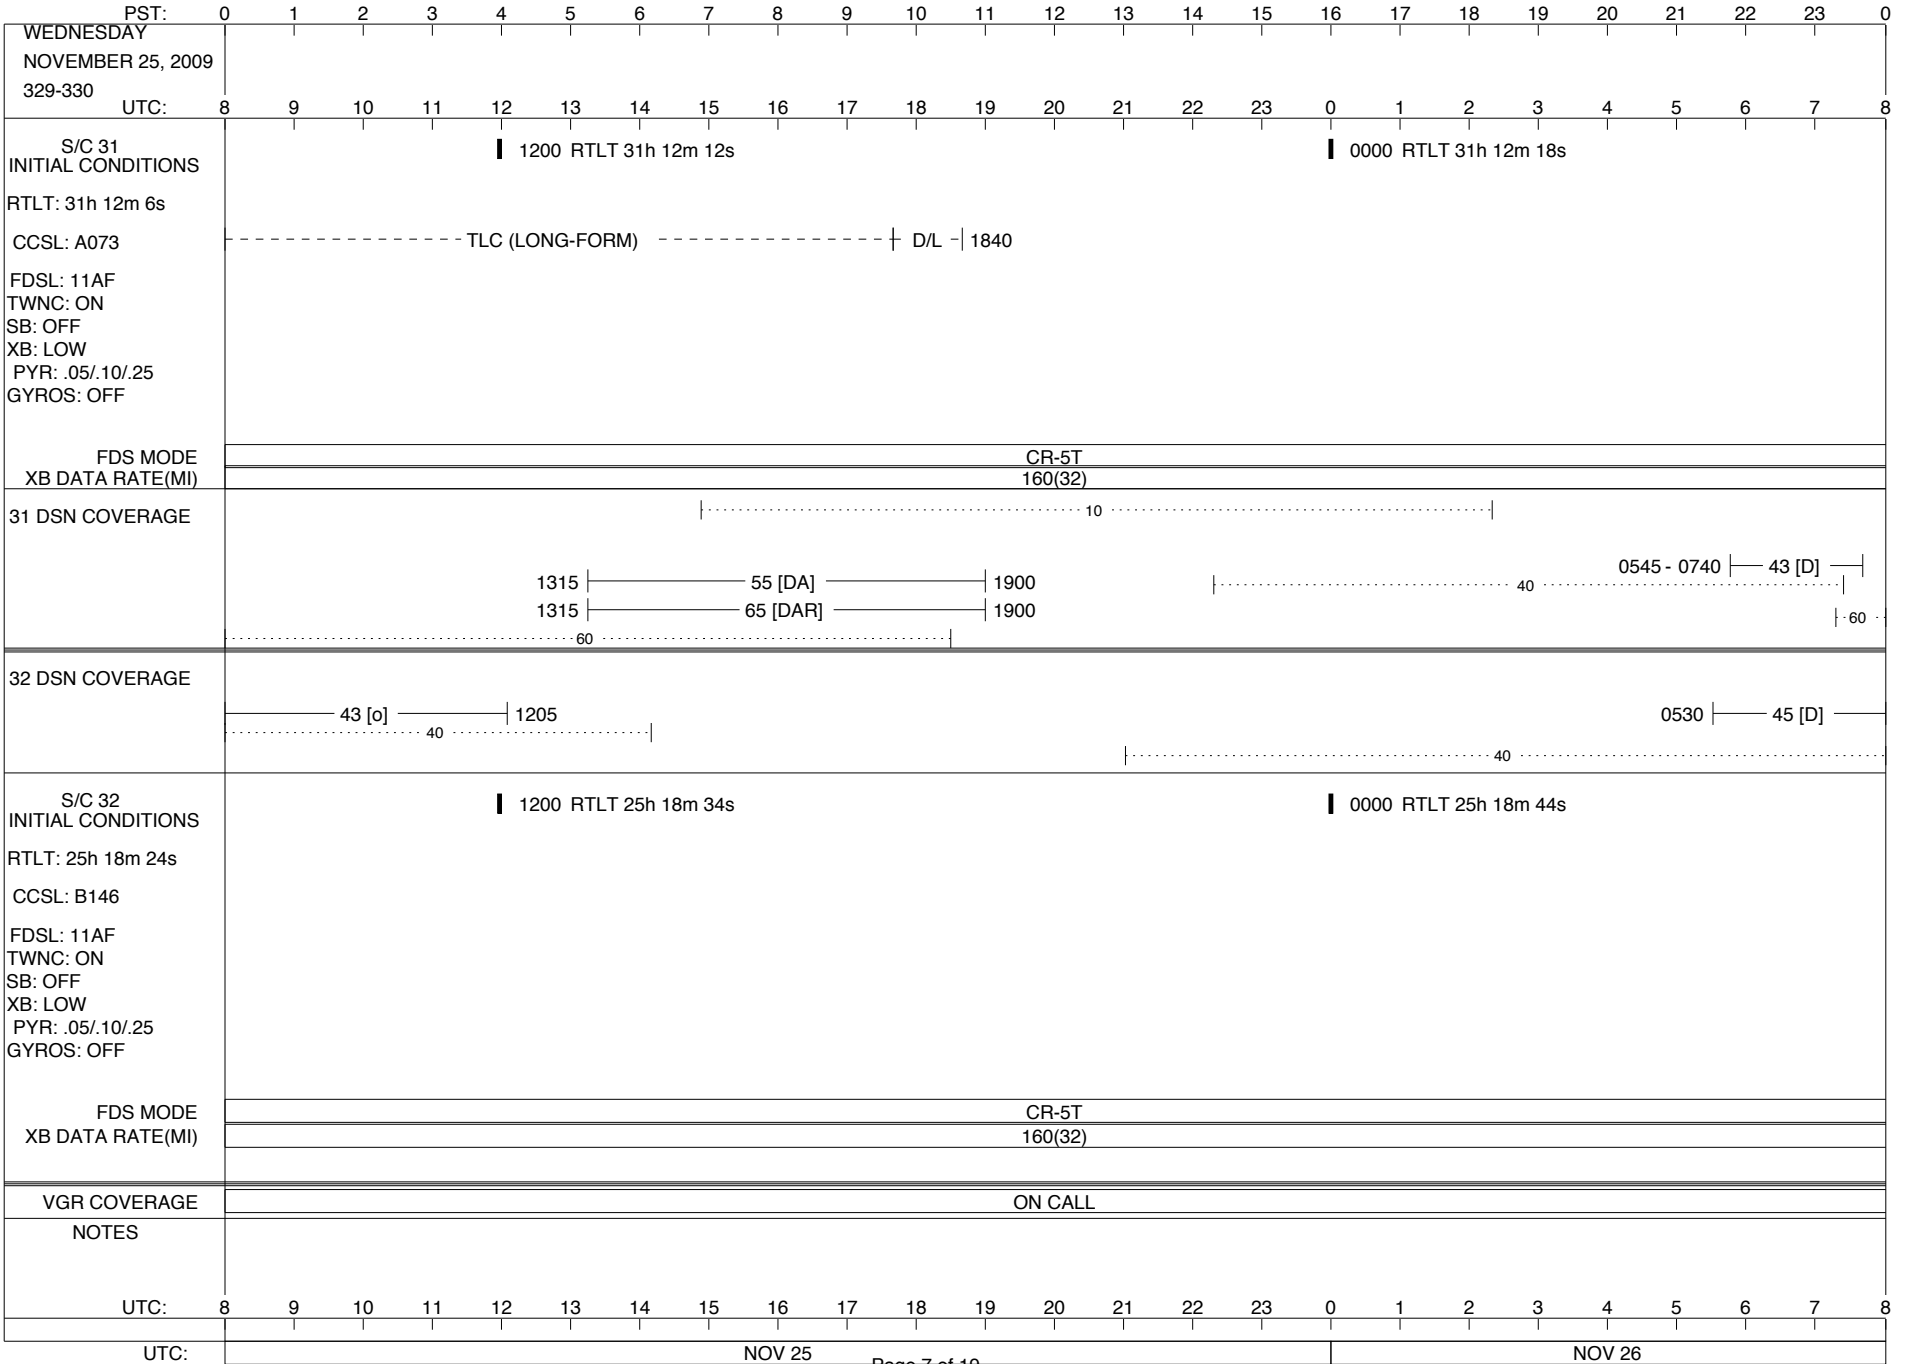 PST: 0 1 2 3 4 5 6 7 8 9 10 11 12 13 14 15 16 17 18 19 20 21 22 23 0
WEDNESDAY
NOVEMBER 25, 2009
329-330
UTC: 8 9 10 11 12 13 14 15 16 17 18 19 20 21 22 23 0 1 2 3 4 5 6 7 8
S/C 31
INITIAL CONDITIONS
1200 RTLT 31h 12m 12s
0000 RTLT 31h 12m 18s
RTLT: 31h 12m 6s
CCSL: A073
TLC (LONG-FORM) D/L 1840
FDSL: 11AF
TWNC: ON
SB: OFF
XB: LOW
PYR: .05/.10/.25
GYROS: OFF
FDS MODE CR-5T
XB DATA RATE(MI) 160(32)
31 DSN COVERAGE
10
0545 - 0740 43 [D]
1315 55 [DA] 1900
40
1315 65 [DAR] 1900
60
60
32 DSN COVERAGE
43 [o] 1205
0530 45 [D]
40
40
S/C 32
INITIAL CONDITIONS
1200 RTLT 25h 18m 34s
0000 RTLT 25h 18m 44s
RTLT: 25h 18m 24s
CCSL: B146
FDSL: 11AF
TWNC: ON
SB: OFF
XB: LOW
PYR: .05/.10/.25
GYROS: OFF
FDS MODE CR-5T
XB DATA RATE(MI) 160(32)
VGR COVERAGE ON CALL
NOTES
UTC: 8 9 10 11 12 13 14 15 16 17 18 19 20 21 22 23 0 1 2 3 4 5 6 7 8
UTC: NOV 25 NOV 26
Page 7 of 10